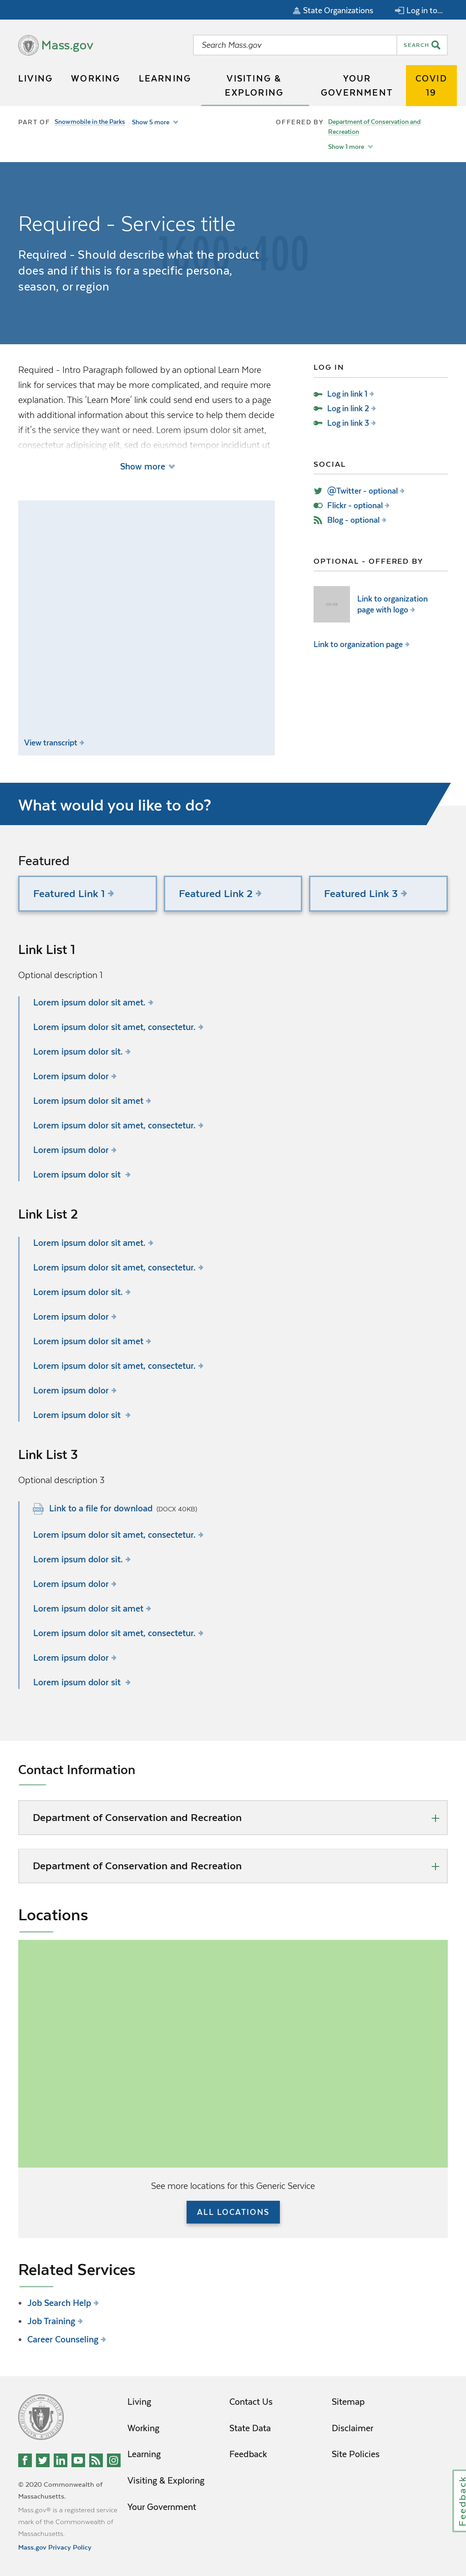 State Organizations
Log in to...
Mass.gov
Search Mass.gov
SEARCH
LIVING
WORKING
LEARNING
VISITING &
EXPLORING
YOUR
GOVERNMENT
COVID
19
PART OF
Snowmobile in the Parks
Show 5 more
OFFERED BY
Department of Conservation and
Recreation
Show 1 more
1600×400
Required - Services title
Required - Should describe what the product
does and if this is for a specific persona,
season, or region
Required - Intro Paragraph followed by an optional Learn More
link for services that may be more complicated, and require more
explanation. This 'Learn More' link could send end users to a page
with additional information about this service to help them decide
if it's the service they want or need. Lorem ipsum dolor sit amet,
consectetur adipisicing elit, sed do eiusmod tempor incididunt ut
Show more
View transcript
LOG IN
Log in link 1
Log in link 2
Log in link 3
SOCIAL
@Twitter - optional
Flickr - optional
Blog - optional
OPTIONAL - OFFERED BY
Link to organization
page with logo
Link to organization page
What would you like to do?
Featured
Featured Link 1
Featured Link 2
Featured Link 3
Link List 1
Optional description 1
Lorem ipsum dolor sit amet.
Lorem ipsum dolor sit amet, consectetur.
Lorem ipsum dolor sit.
Lorem ipsum dolor
Lorem ipsum dolor sit amet
Lorem ipsum dolor sit amet, consectetur.
Lorem ipsum dolor
Lorem ipsum dolor sit
Link List 2
Lorem ipsum dolor sit amet.
Lorem ipsum dolor sit amet, consectetur.
Lorem ipsum dolor sit.
Lorem ipsum dolor
Lorem ipsum dolor sit amet
Lorem ipsum dolor sit amet, consectetur.
Lorem ipsum dolor
Lorem ipsum dolor sit
Link List 3
Optional description 3
Link to a file for download (DOCX 40KB)
Lorem ipsum dolor sit amet, consectetur.
Lorem ipsum dolor sit.
Lorem ipsum dolor
Lorem ipsum dolor sit amet
Lorem ipsum dolor sit amet, consectetur.
Lorem ipsum dolor
Lorem ipsum dolor sit
Contact Information
Department of Conservation and Recreation
Department of Conservation and Recreation
Locations
See more locations for this Generic Service
ALL LOCATIONS
Related Services
Job Search Help
Job Training
Career Counseling
Living
Working
Learning
Visiting & Exploring
Your Government
Contact Us
State Data
Feedback
Sitemap
Disclaimer
Site Policies
© 2020 Commonwealth of
Massachusetts.
Mass.gov® is a registered service
mark of the Commonwealth of
Massachusetts.
Mass.gov Privacy Policy
Feedback